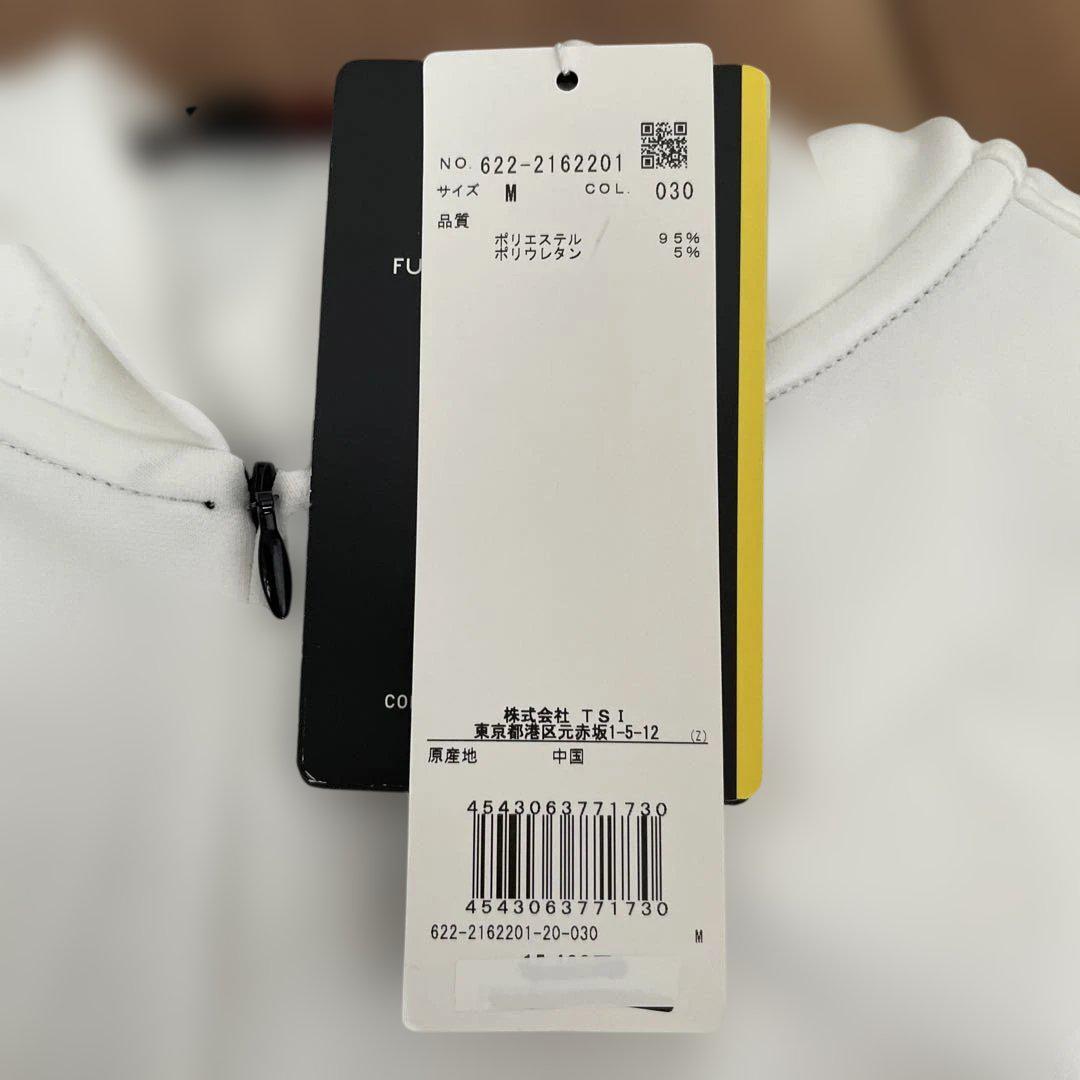 NO. 622-2162201
サイズ M COL. 030
品質
ポリエステル 95%
ポリウレタン 5%
FU
COI
株式会社 TSI
東京都港区元赤坂1-5-12 (Z)
原産地 中国
4543063771730
4543063771730
622-2162201-20-030 M